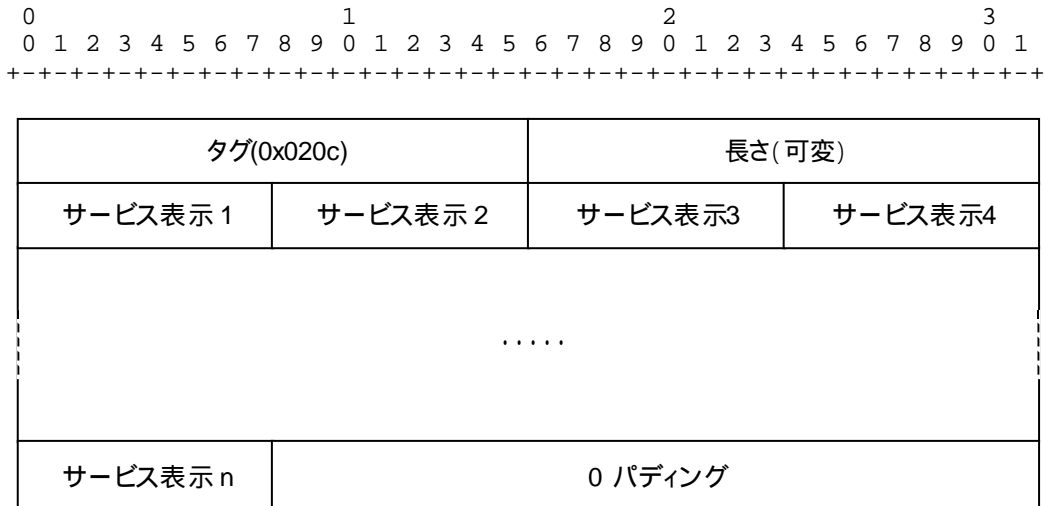 0 1 2 3
0 1 2 3 4 5 6 7 8 9 0 1 2 3 4 5 6 7 8 9 0 1 2 3 4 5 6 7 8 9 0 1
+-+-+-+-+-+-+-+-+-+-+-+-+-+-+-+-+-+-+-+-+-+-+-+-+-+-+-+-+-+-+-+-+
タグ(0x020c) 長さ(可変)
サービス表示 1 サービス表示 2 サービス表示3 サービス表示4
.....
サービス表示 n 0 パディング